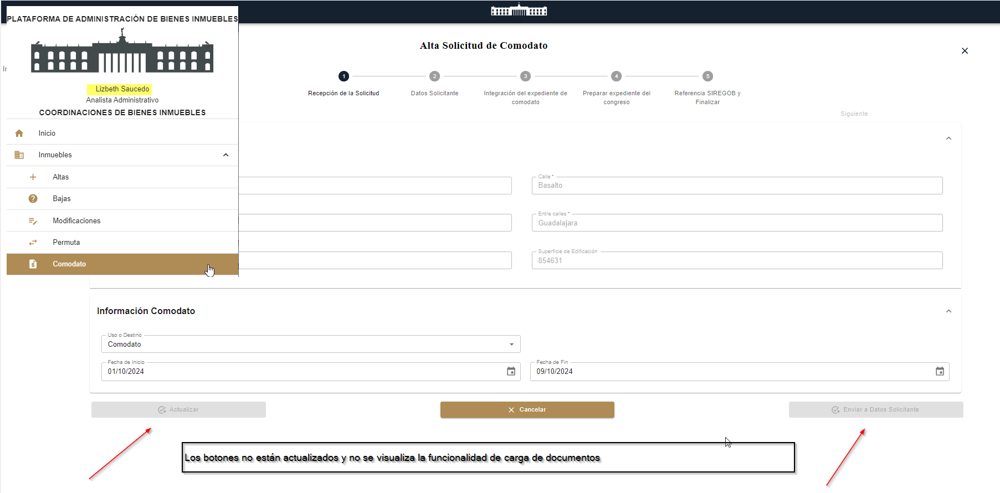 PLATAFORMA DE ADMINISTRACIÓN DE BIENES INMUEBLES
Lizbeth Saucedo
Analista Administrativo
COORDINACIONES DE BIENES INMUEBLES
Inicio
Inmuebles
Altas
Bajas
Modificaciones
Permuta
Comodato
Alta Solicitud de Comodato
1
Recepción de la Solicitud
2
Datos Solicitante
3
Integración del expediente de
comodato
4
Preparar expediente del
congreso
5
Referencia SIREGOB y
Finalizar
Siguiente
Calle *
Basalto
Entre calles *
Guadalajara
Superficie de Edificación
854631
Información Comodato
Uso o Destino
Comodato
Fecha de Inicio
01/10/2024
Fecha de Fin
09/10/2024
Actualizar
Cancelar
Enviar a Datos Solicitante
Los botones no están actualizados y no se visualiza la funcionalidad de carga de documentos